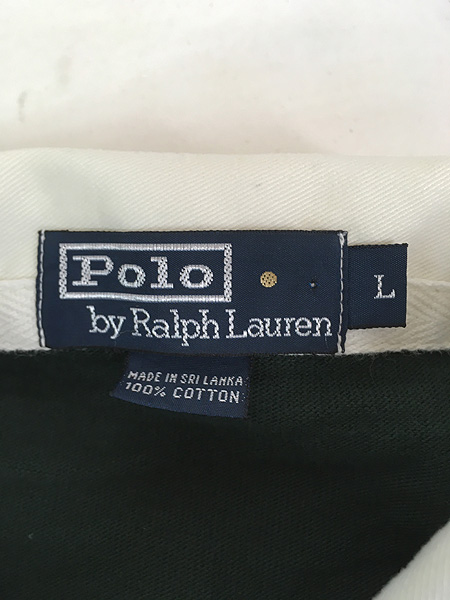 Polo
by Ralph Lauren
L
MADE IN SRI LANKA
100% COTTON